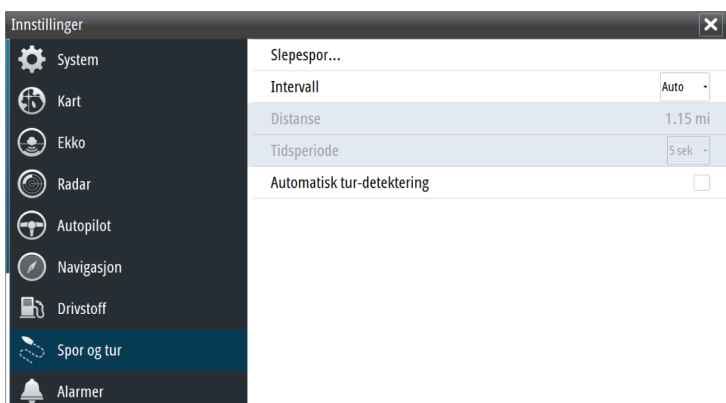 Innstillinger
System
Kart
Ekko
Radar
Autopilot
Navigasjon
Drivstoff
Spor og tur
Alarmer
Slepespor...
Intervall Auto
Distanse 1.15 mi
Tidsperiode 5 sek
Automatisk tur-detektering